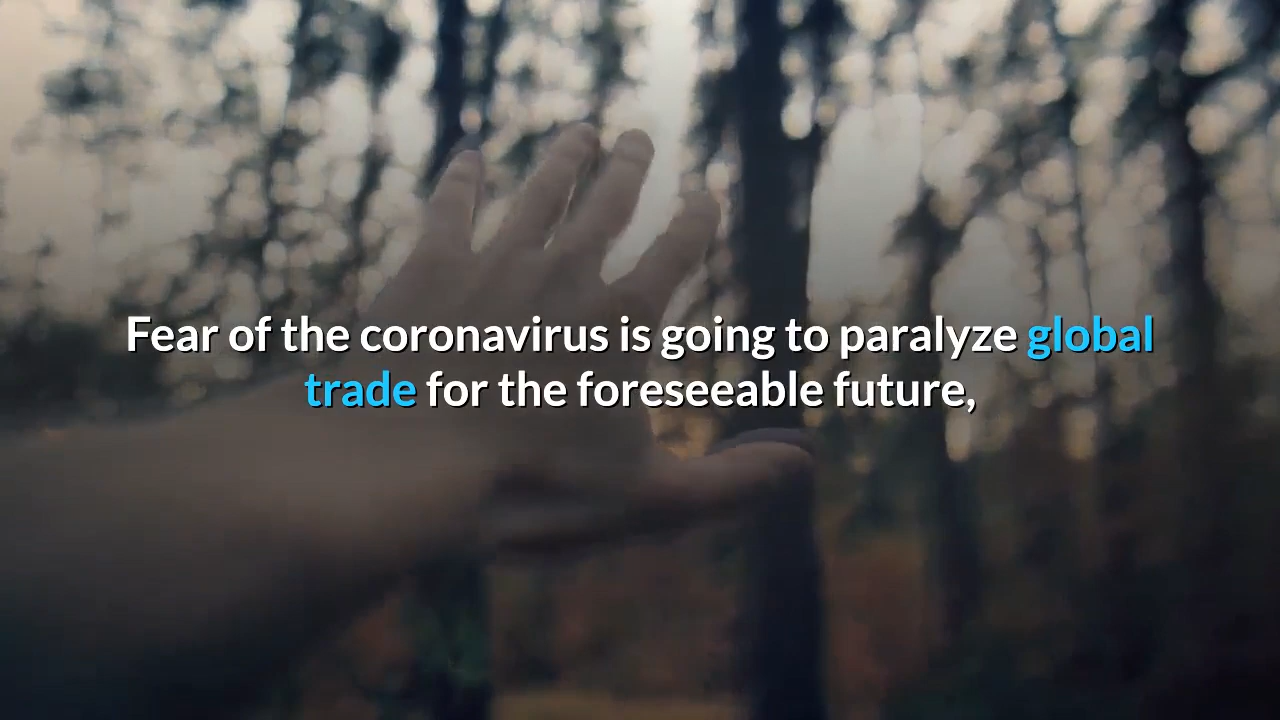 Fear of the coronavirus is going to paralyze global
trade for the foreseeable future,